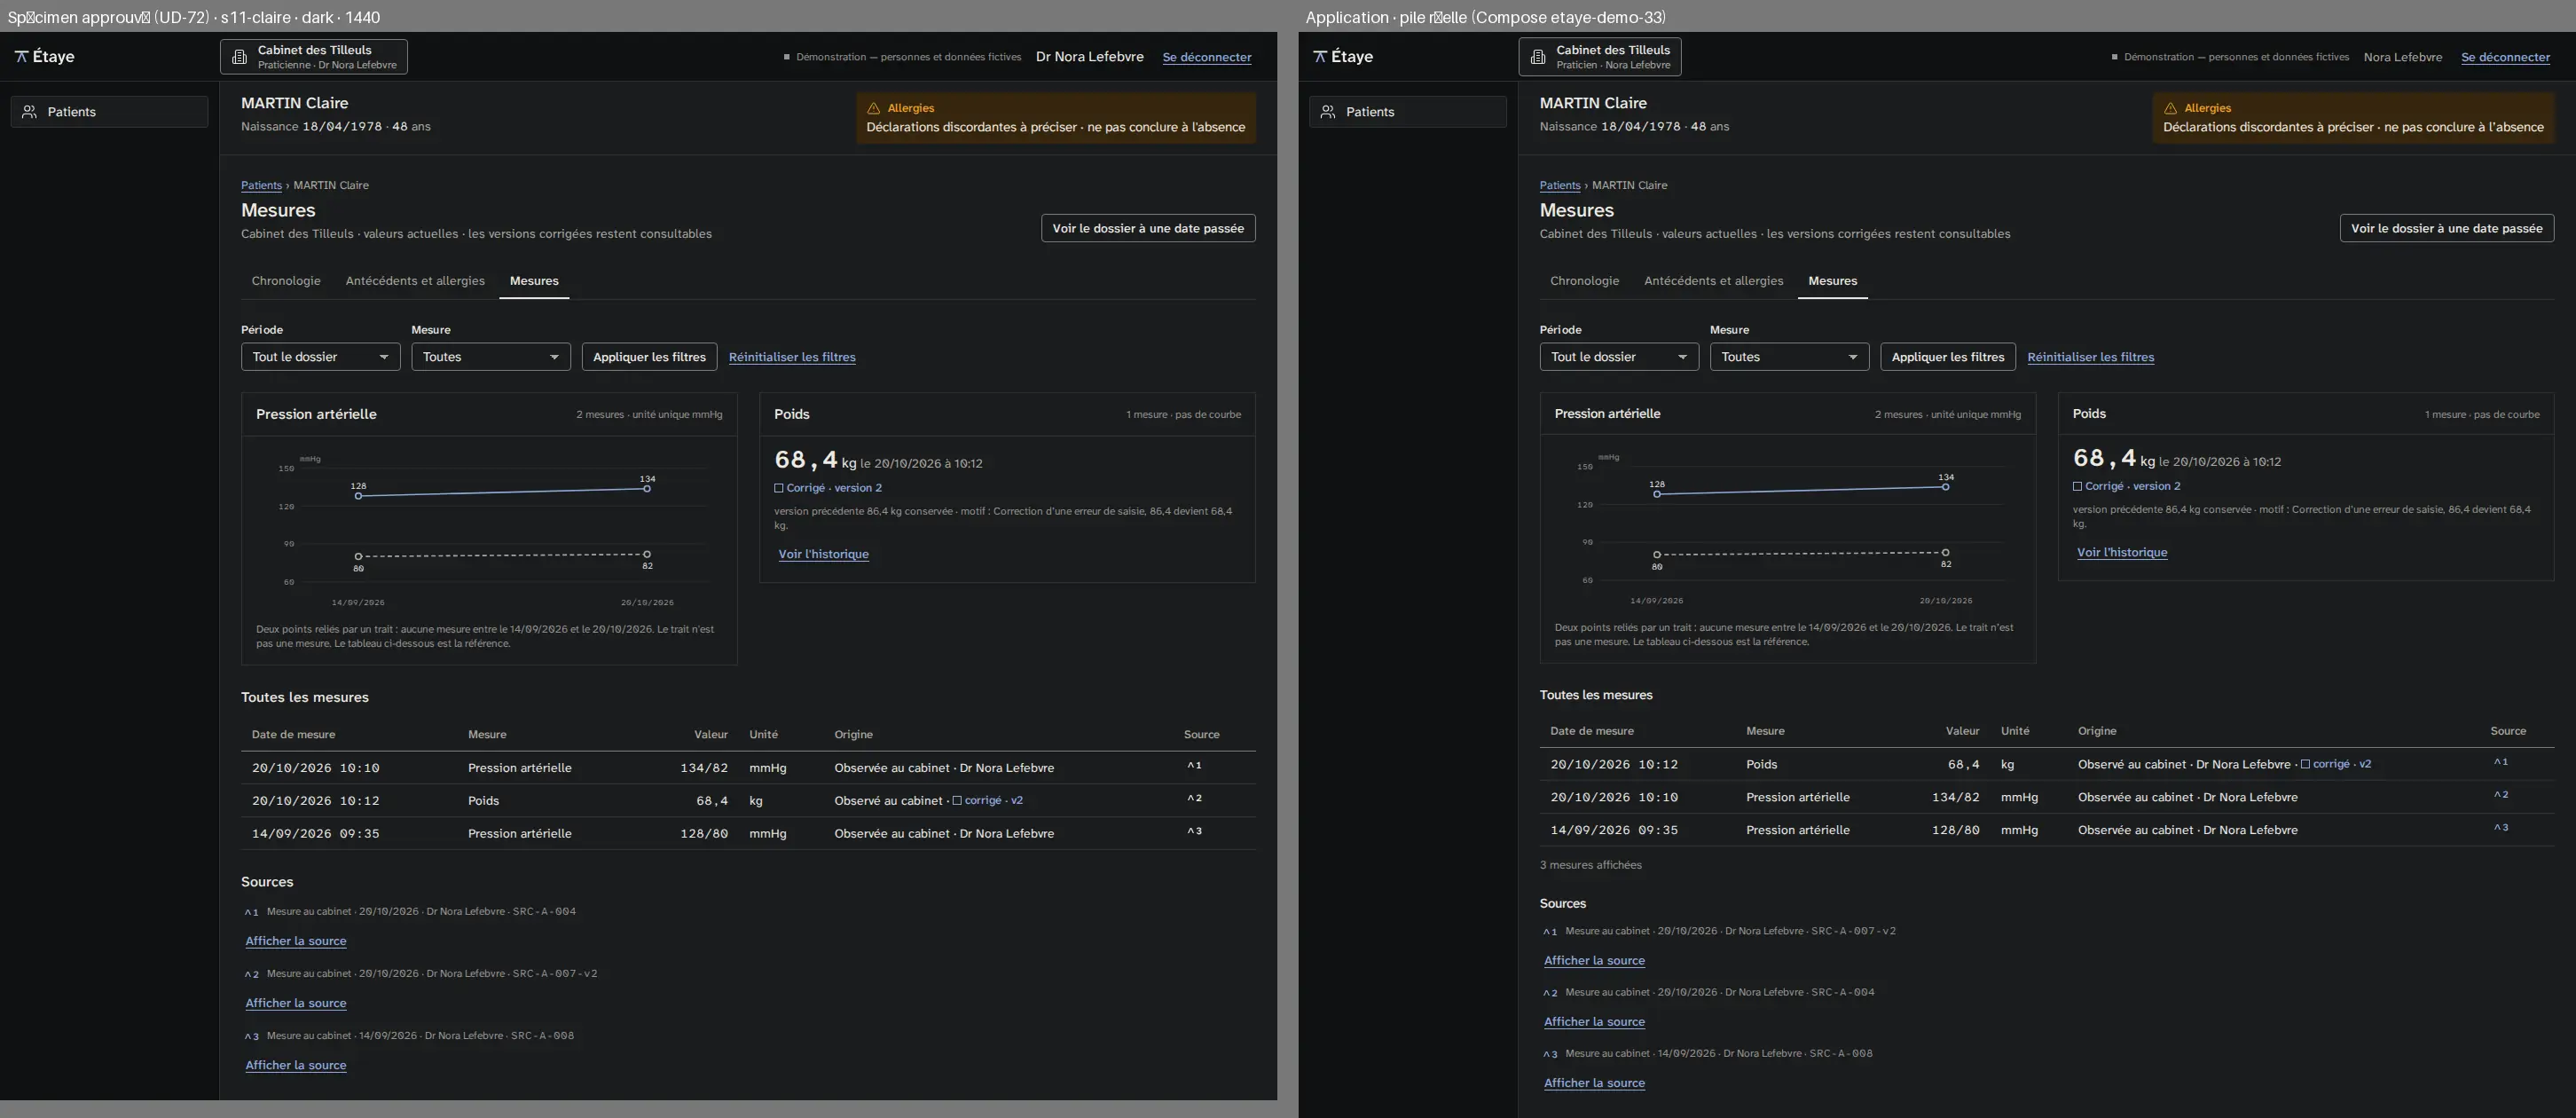 Sp□cimen approuv□ (UD-72) · s11-claire · dark · 1440
Étaye
Cabinet des Tilleuls
Praticienne · Dr Nora Lefebvre
Démonstration — personnes et données fictives
Dr Nora Lefebvre
Se déconnecter
Patients
MARTIN Claire
Naissance 18/04/1978 · 48 ans
Allergies
Déclarations discordantes à préciser · ne pas conclure à l'absence
Patients › MARTIN Claire
Mesures
Cabinet des Tilleuls · valeurs actuelles · les versions corrigées restent consultables
Voir le dossier à une date passée
Chronologie
Antécédents et allergies
Mesures
Période
Mesure
Tout le dossier
Toutes
Appliquer les filtres
Réinitialiser les filtres
Pression artérielle
2 mesures · unité unique mmHg
mmHg
150
120
90
60
128
134
80
82
14/09/2026
20/10/2026
Deux points reliés par un trait : aucune mesure entre le 14/09/2026 et le 20/10/2026. Le trait n'est
pas une mesure. Le tableau ci-dessous est la référence.
Poids
1 mesure · pas de courbe
68,4 kg le 20/10/2026 à 10:12
Corrigé · version 2
version précédente 86,4 kg conservée · motif : Correction d'une erreur de saisie, 86,4 devient 68,4
kg.
Voir l'historique
Toutes les mesures
Date de mesure Mesure Valeur Unité Origine Source
20/10/2026 10:10 Pression artérielle 134/82 mmHg Observée au cabinet · Dr Nora Lefebvre ^1
20/10/2026 10:12 Poids 68,4 kg Observé au cabinet · corrigé · v2 ^2
14/09/2026 09:35 Pression artérielle 128/80 mmHg Observée au cabinet · Dr Nora Lefebvre ^3
Sources
^1 Mesure au cabinet · 20/10/2026 · Dr Nora Lefebvre · SRC-A-004
Afficher la source
^2 Mesure au cabinet · 20/10/2026 · Dr Nora Lefebvre · SRC-A-007-v2
Afficher la source
^3 Mesure au cabinet · 14/09/2026 · Dr Nora Lefebvre · SRC-A-008
Afficher la source
Application · pile r□elle (Compose etaye-demo-33)
Étaye
Cabinet des Tilleuls
Praticien · Nora Lefebvre
Démonstration — personnes et données fictives
Nora Lefebvre
Se déconnecter
Patients
MARTIN Claire
Naissance 18/04/1978 · 48 ans
Allergies
Déclarations discordantes à préciser · ne pas conclure à l'absence
Patients › MARTIN Claire
Mesures
Cabinet des Tilleuls · valeurs actuelles · les versions corrigées restent consultables
Voir le dossier à une date passée
Chronologie
Antécédents et allergies
Mesures
Période
Mesure
Tout le dossier
Toutes
Appliquer les filtres
Réinitialiser les filtres
Pression artérielle
2 mesures · unité unique mmHg
mmHg
150
120
90
60
128
134
80
82
14/09/2026
20/10/2026
Deux points reliés par un trait : aucune mesure entre le 14/09/2026 et le 20/10/2026. Le trait n'est
pas une mesure. Le tableau ci-dessous est la référence.
Poids
1 mesure · pas de courbe
68,4 kg le 20/10/2026 à 10:12
Corrigé · version 2
version précédente 86,4 kg conservée · motif : Correction d'une erreur de saisie, 86,4 devient 68,4
kg.
Voir l'historique
Toutes les mesures
Date de mesure Mesure Valeur Unité Origine Source
20/10/2026 10:12 Poids 68,4 kg Observé au cabinet · Dr Nora Lefebvre · corrigé · v2 ^1
20/10/2026 10:10 Pression artérielle 134/82 mmHg Observée au cabinet · Dr Nora Lefebvre ^2
14/09/2026 09:35 Pression artérielle 128/80 mmHg Observée au cabinet · Dr Nora Lefebvre ^3
3 mesures affichées
Sources
^1 Mesure au cabinet · 20/10/2026 · Dr Nora Lefebvre · SRC-A-007-v2
Afficher la source
^2 Mesure au cabinet · 20/10/2026 · Dr Nora Lefebvre · SRC-A-004
Afficher la source
^3 Mesure au cabinet · 14/09/2026 · Dr Nora Lefebvre · SRC-A-008
Afficher la source